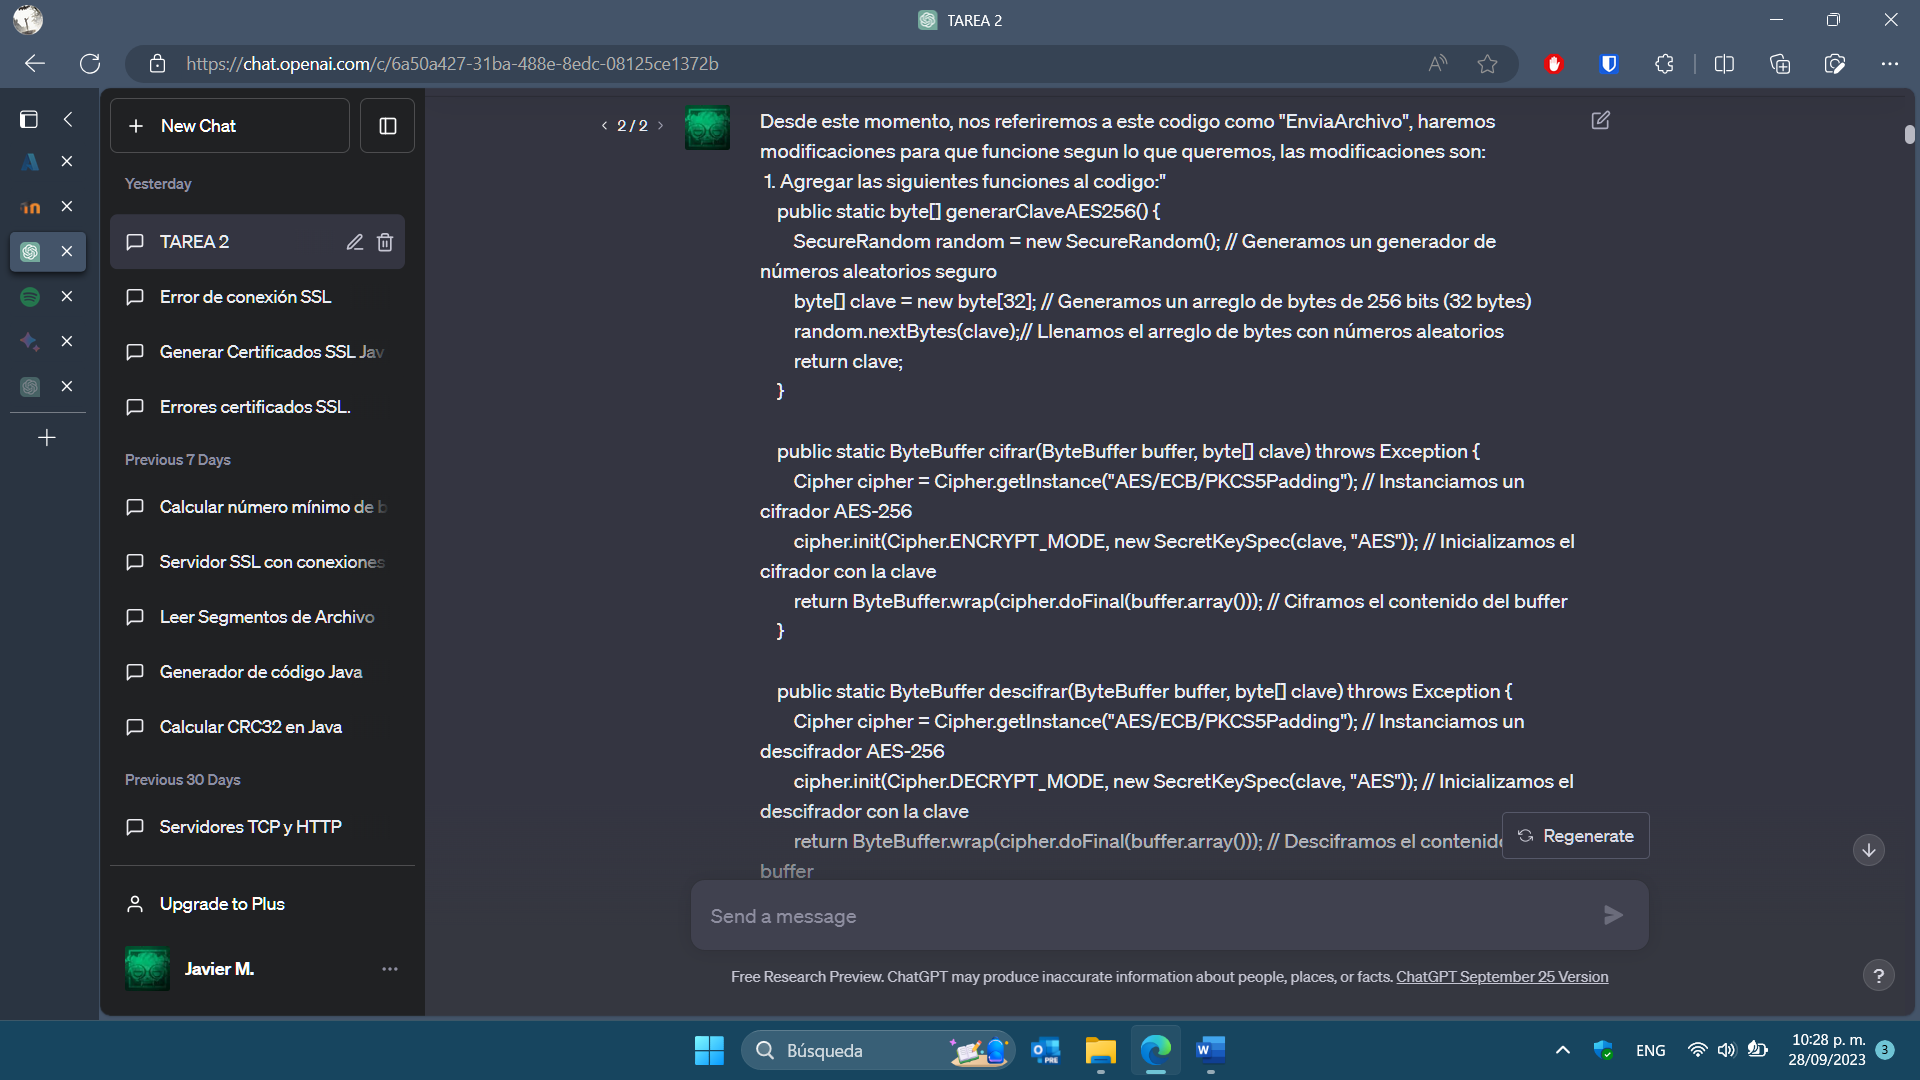 TAREA 2
https://chat.openai.com/c/6a50a427-31ba-488e-8edc-08125ce1372b
New Chat
Yesterday
TAREA 2
Error de conexión SSL
Generar Certificados SSL Jav
Errores certificados SSL.
Previous 7 Days
Calcular número mínimo de b
Servidor SSL con conexiones
Leer Segmentos de Archivo
Generador de código Java
Calcular CRC32 en Java
Previous 30 Days
Servidores TCP y HTTP
Upgrade to Plus
Javier M.
2 / 2
Desde este momento, nos referiremos a este codigo como "EnviaArchivo", haremos
modificaciones para que funcione segun lo que queremos, las modificaciones son:
1. Agregar las siguientes funciones al codigo:"
public static byte[] generarClaveAES256() {
SecureRandom random = new SecureRandom(); // Generamos un generador de
números aleatorios seguro
byte[] clave = new byte[32]; // Generamos un arreglo de bytes de 256 bits (32 bytes)
random.nextBytes(clave);// Llenamos el arreglo de bytes con números aleatorios
return clave;
}
public static ByteBuffer cifrar(ByteBuffer buffer, byte[] clave) throws Exception {
Cipher cipher = Cipher.getInstance("AES/ECB/PKCS5Padding"); // Instanciamos un
cifrador AES-256
cipher.init(Cipher.ENCRYPT_MODE, new SecretKeySpec(clave, "AES")); // Inicializamos el
cifrador con la clave
return ByteBuffer.wrap(cipher.doFinal(buffer.array())); // Ciframos el contenido del buffer
}
public static ByteBuffer descifrar(ByteBuffer buffer, byte[] clave) throws Exception {
Cipher cipher = Cipher.getInstance("AES/ECB/PKCS5Padding"); // Instanciamos un
descifrador AES-256
cipher.init(Cipher.DECRYPT_MODE, new SecretKeySpec(clave, "AES")); // Inicializamos el
descifrador con la clave
return ByteBuffer.wrap(cipher.doFinal(buffer.array())); // Desciframos el contenido
buffer
Regenerate
Send a message
Free Research Preview. ChatGPT may produce inaccurate information about people, places, or facts. ChatGPT September 25 Version
?
Búsqueda
ENG
10:28 p. m.
28/09/2023
3